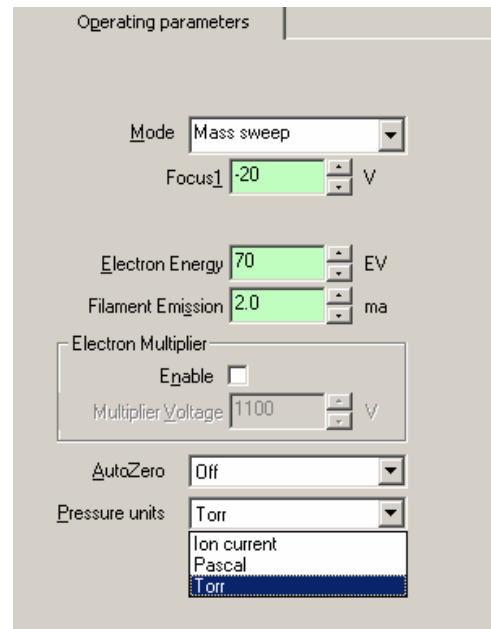 Operating parameters
Mode Mass sweep
Focus1 -20 V
Electron Energy 70 EV
Filament Emission 2.0 ma
Electron Multiplier
Enable
Multiplier Voltage 1100 V
AutoZero Off
Pressure units Torr
Ion current
Pascal
Torr